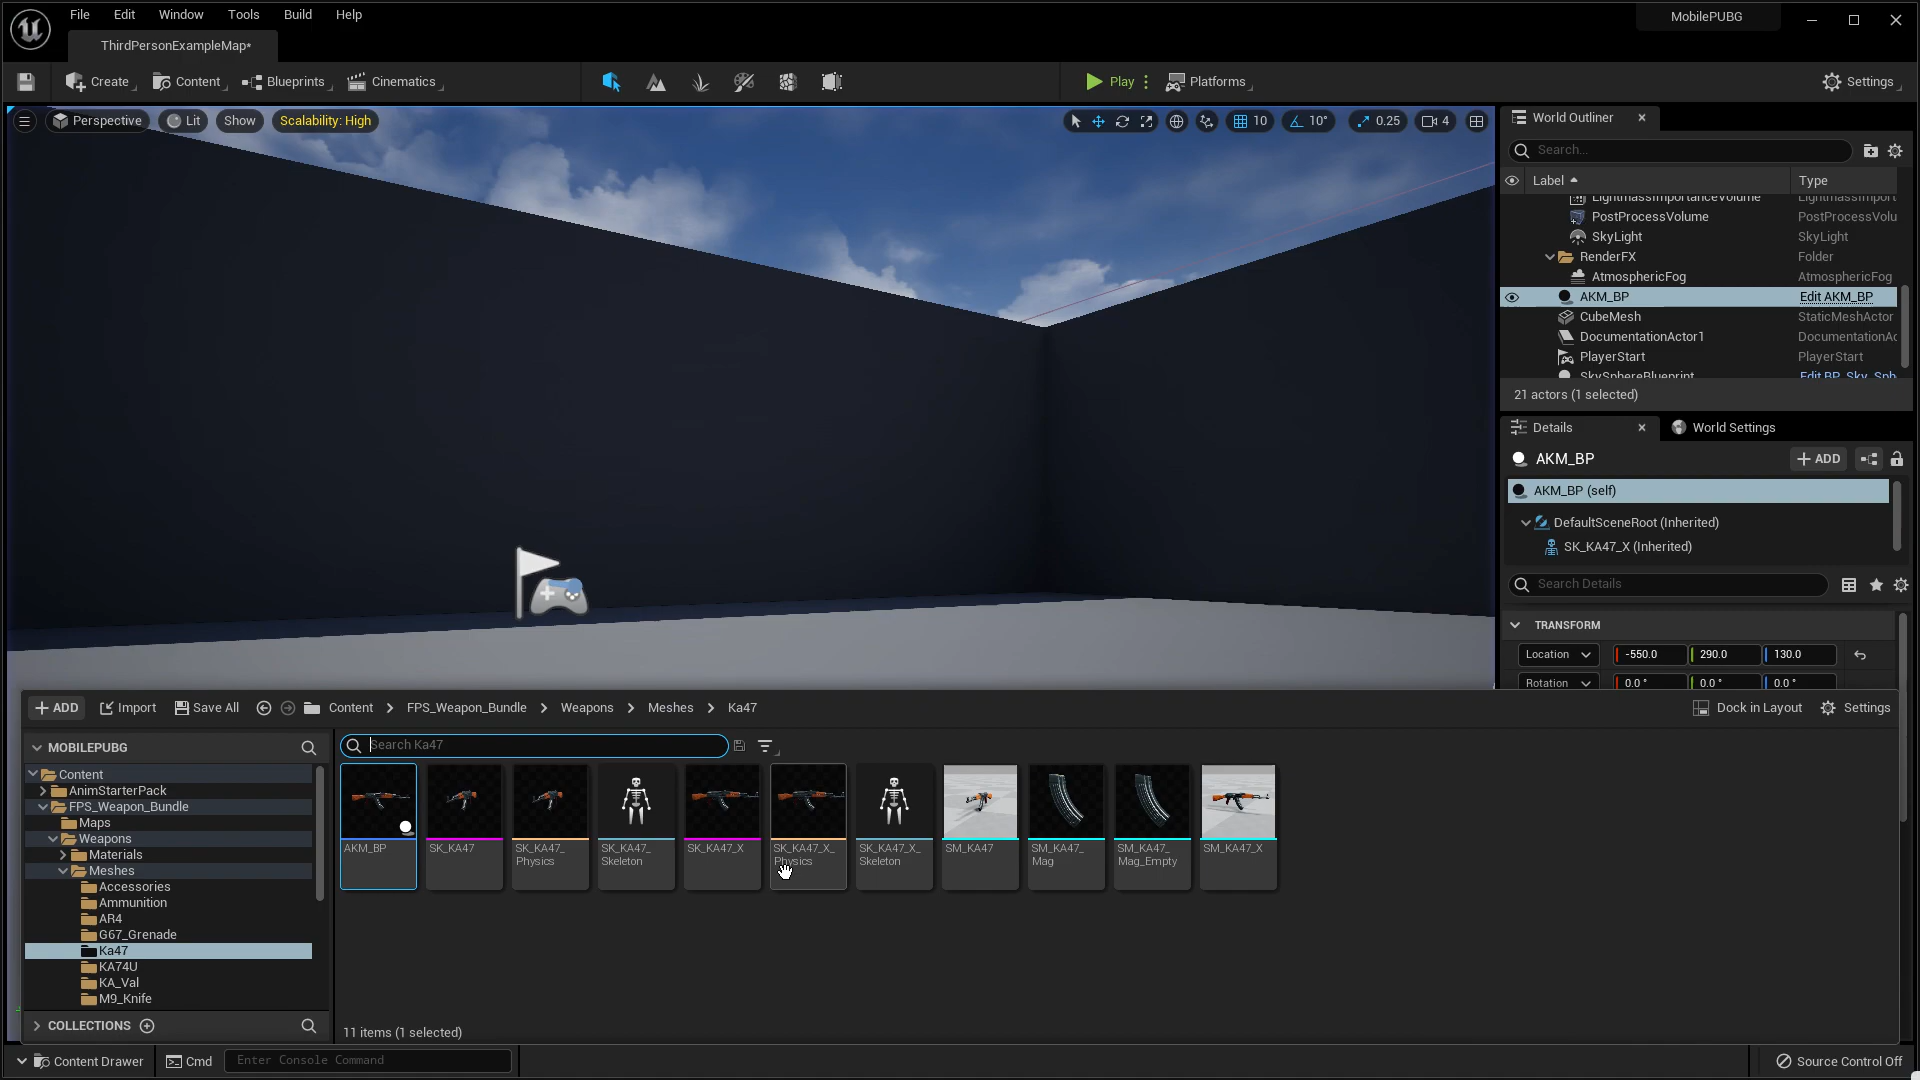 File Edit Window Tools Build Help
MobilePUBG
ThirdPersonExampleMap*
Create Content Blueprints Cinematics Play Platforms Settings
Perspective Lit Show Scalability: High 10 10° 0.25 4
World Outliner
Search...
Label Type
LightmassImportanceVolume LightmassImport
PostProcessVolume PostProcessVolu
SkyLight SkyLight
RenderFX Folder
AtmosphericFog AtmosphericFog
AKM_BP Edit AKM_BP
CubeMesh StaticMeshActor
DocumentationActor1 DocumentationAc
PlayerStart PlayerStart
SkySphereBlueprint Edit BP_Sky_Sph
21 actors (1 selected)
Details World Settings
AKM_BP ADD
AKM_BP (self)
DefaultSceneRoot (Inherited)
SK_KA47_X (Inherited)
Search Details
TRANSFORM
Location -550.0 290.0 130.0
Rotation 0.0 ° 0.0 ° 0.0 °
ADD Import Save All Content FPS_Weapon_Bundle Weapons Meshes Ka47 Dock in Layout Settings
MOBILEPUBG
Content
AnimStarterPack
FPS_Weapon_Bundle
Maps
Weapons
Materials
Meshes
Accessories
Ammunition
AR4
G67_Grenade
Ka47
KA74U
KA_Val
M9_Knife
COLLECTIONS
Search Ka47
AKM_BP
SK_KA47
SK_KA47_
Physics
SK_KA47_
Skeleton
SK_KA47_X
SK_KA47_X_
Physics
SK_KA47_X_
Skeleton
SM_KA47
SM_KA47_
Mag
SM_KA47_
Mag_Empty
SM_KA47_X
11 items (1 selected)
Content Drawer Cmd Enter Console Command Source Control Off